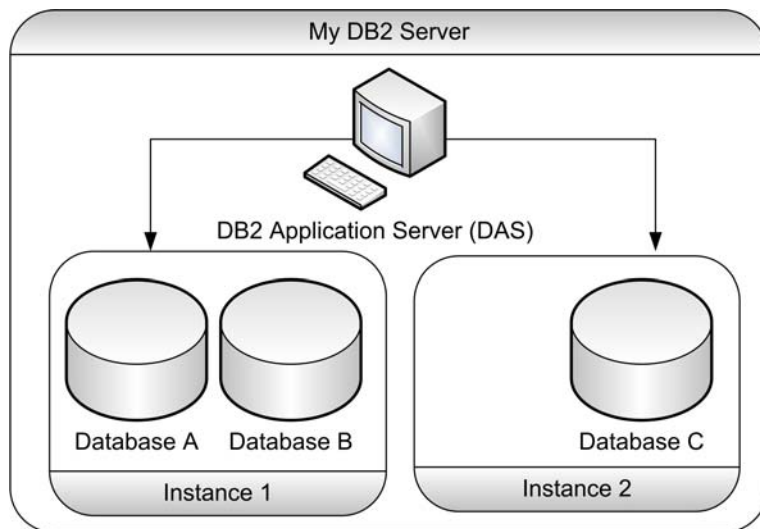 My DB2 Server
DB2 Application Server (DAS)
Database A
Database B
Instance 1
Database C
Instance 2